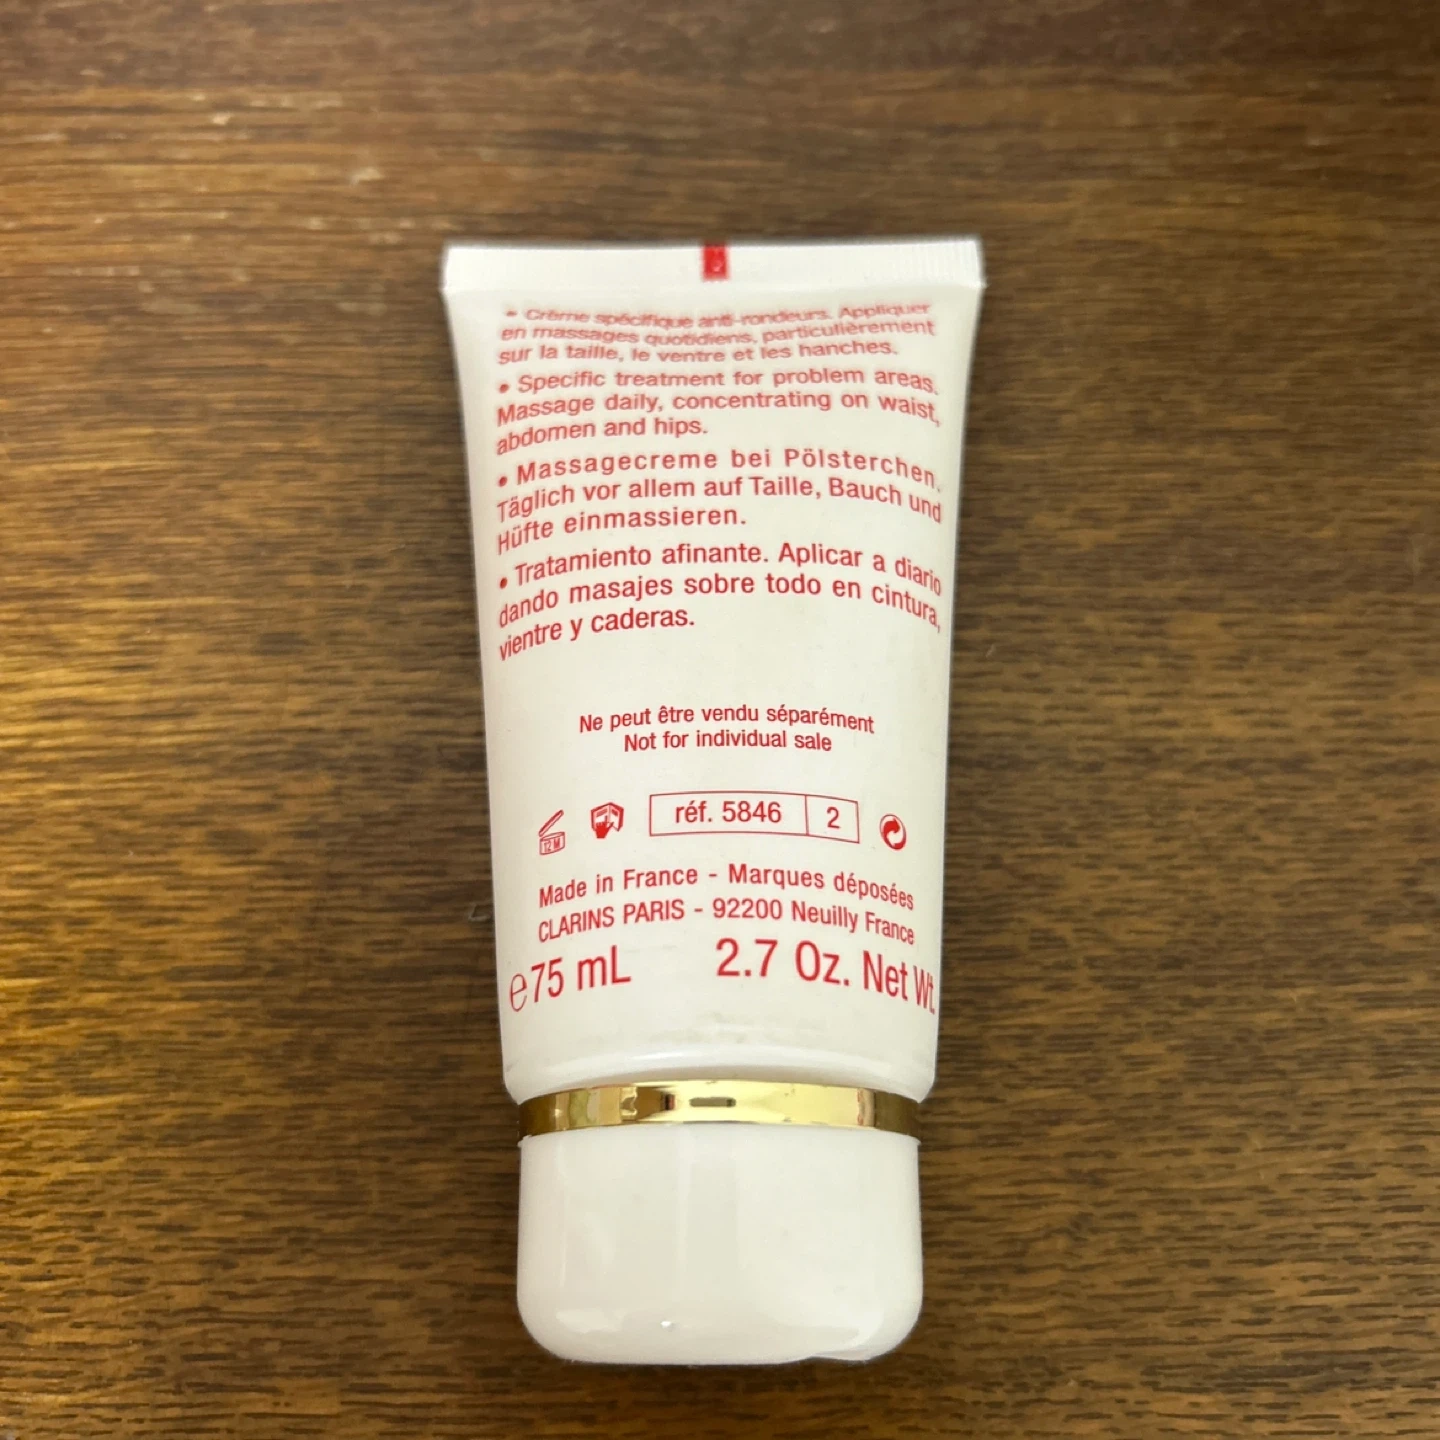 • Crème spécifique anti-rondeurs. Appliquer
en massages quotidiens, particulièrement
sur la taille, le ventre et les hanches.
• Specific treatment for problem areas.
Massage daily, concentrating on waist,
abdomen and hips.
• Massagecreme bei Pölsterchen.
Täglich vor allem auf Taille, Bauch und
Hüfte einmassieren.
• Tratamiento afinante. Aplicar a diario
dando masajes sobre todo en cintura,
vientre y caderas.
Ne peut être vendu séparément
Not for individual sale
12 M réf. 5846 2
Made in France - Marques déposées
CLARINS PARIS - 92200 Neuilly France
e 75 mL 2.7 Oz. Net Wt.